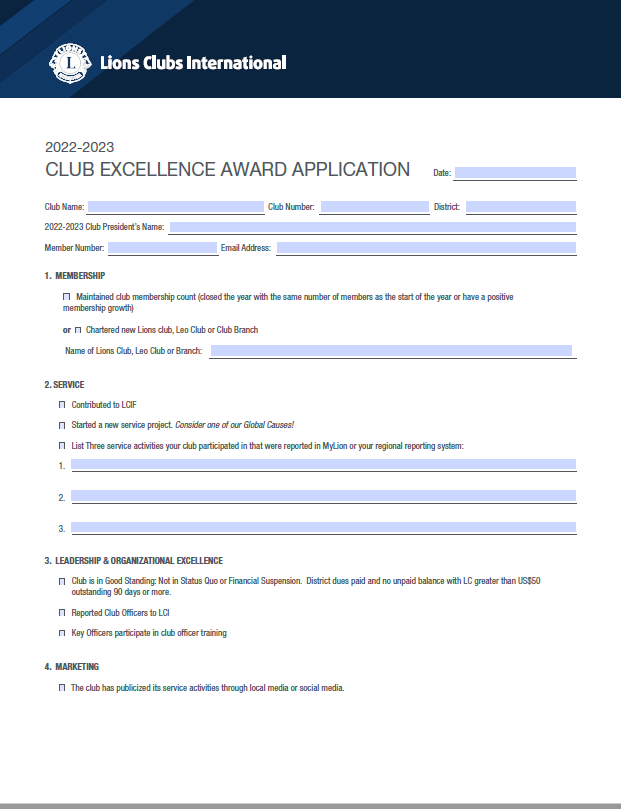 L
Lions Clubs International
2022-2023
CLUB EXCELLENCE AWARD APPLICATION Date:
Club Name: Club Number: District:
2022-2023 Club President's Name:
Member Number: Email Address:
1. MEMBERSHIP
Maintained club membership count (closed the year with the same number of members as the start of the year or have a positive
membership growth)
or Chartered new Lions club, Leo Club or Club Branch
Name of Lions Club, Leo Club or Branch:
2. SERVICE
Contributed to LCIF
Started a new service project. Consider one of our Global Causes!
List Three service activities your club participated in that were reported in MyLion or your regional reporting system:
1.
2.
3.
3. LEADERSHIP & ORGANIZATIONAL EXCELLENCE
Club is in Good Standing: Not in Status Quo or Financial Suspension. District dues paid and no unpaid balance with LC greater than US$50
outstanding 90 days or more.
Reported Club Officers to LCI
Key Officers participate in club officer training
4. MARKETING
The club has publicized its service activities through local media or social media.